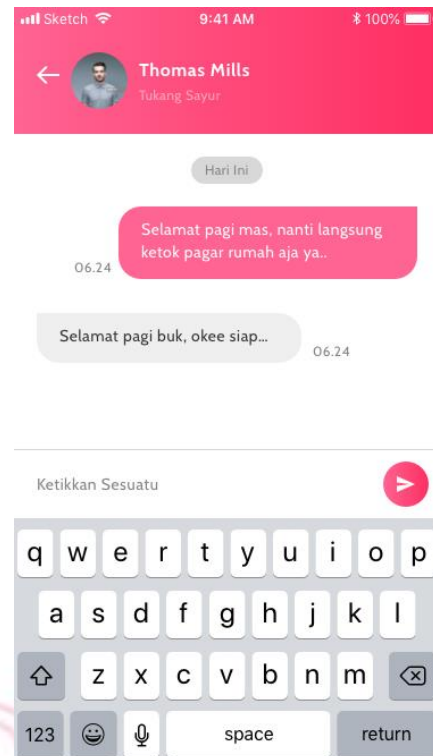 Sketch 9:41 AM 100%
Thomas Mills
Tukang Sayur
Hari Ini
Selamat pagi mas, nanti langsung
ketok pagar rumah aja ya..
06.24
Selamat pagi buk, okee siap...
06.24
Ketikkan Sesuatu
q w e r t y u i o p
a s d f g h j k l
z x c v b n m
123 space return